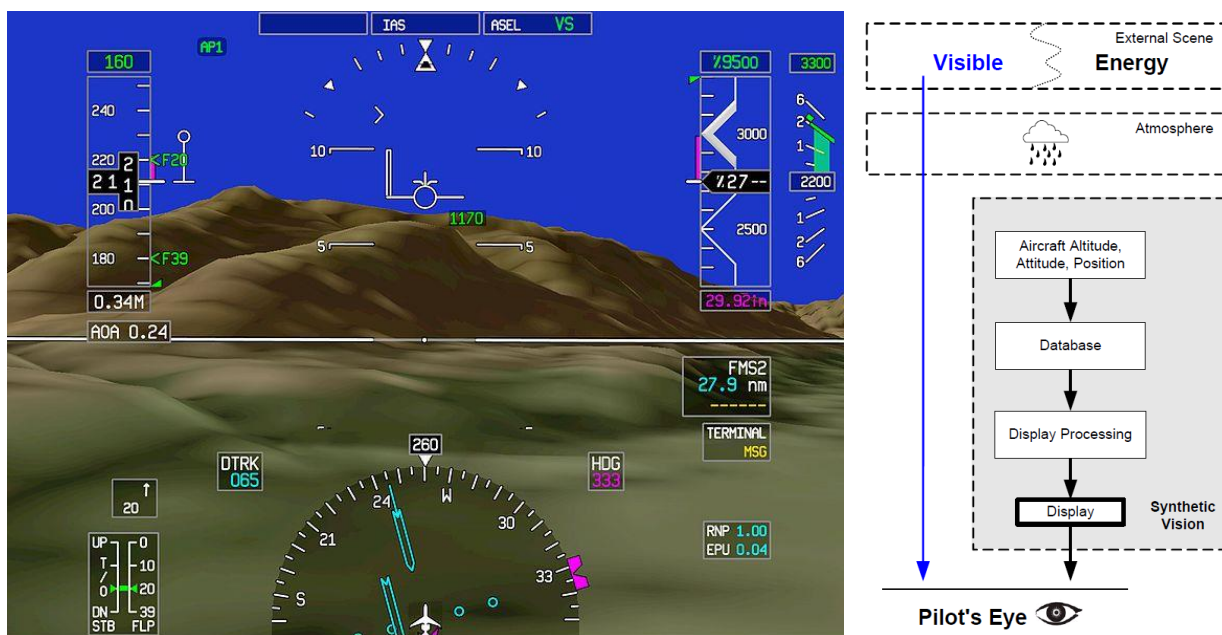 IAS
ASEL VS
AP1
160
240
220
200
180
F20
F39
21
2
1
0
0.34M
AOA 0.24
10
10
5
5
1170
٪9500
3000
٪27--
2500
29.92in
3300
6
2
1
2200
1
2
6
FMS2
27.9 nm
------
TERMINAL
MSG
DTRK
065
260
HDG
333
S
21
24
W
30
33
20
RNP 1.00
EPU 0.04
UP
T
/
O
DN
STB
0
10
20
39
FLP
External Scene
Visible
Energy
Atmosphere
Aircraft Altitude,
Attitude, Position
Database
Display Processing
Display
Synthetic
Vision
Pilot's Eye